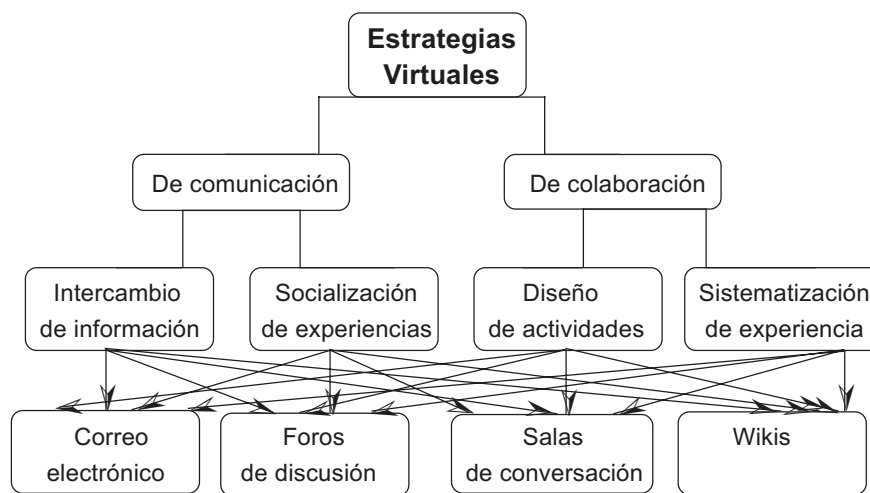 Estrategias
Virtuales
De comunicación
De colaboración
Intercambio
de información
Socialización
de experiencias
Diseño
de actividades
Sistematización
de experiencia
Correo
electrónico
Foros
de discusión
Salas
de conversación
Wikis